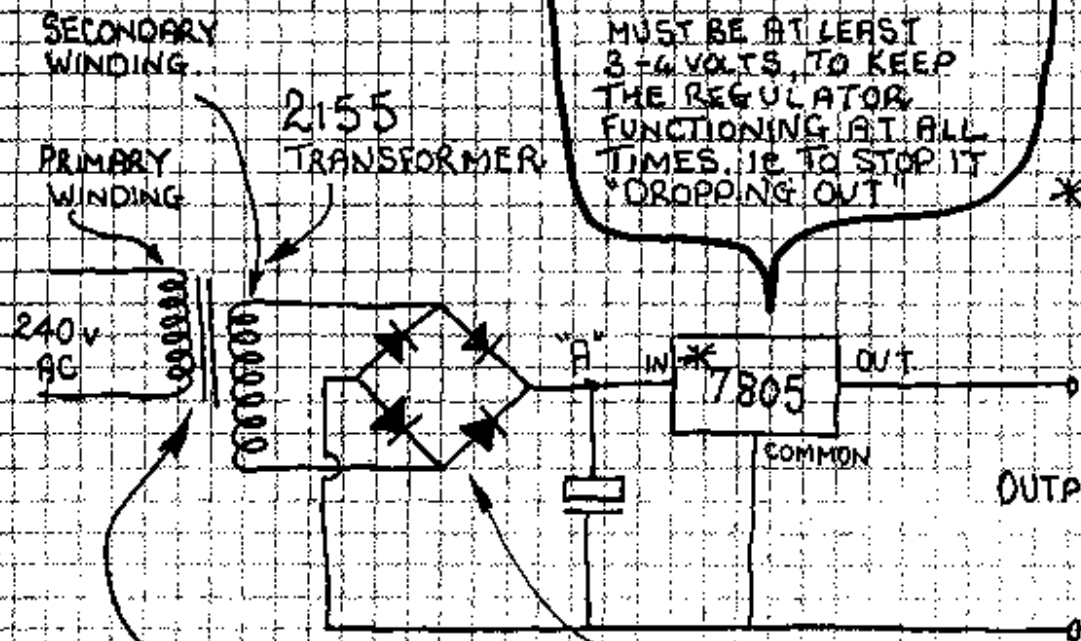 SECONDARY
WINDING.
2155
TRANSFORMER
PRIMARY
WINDING
MUST BE AT LEAST
3-4 VOLTS, TO KEEP
THE REGULATOR
FUNCTIONING AT ALL
TIMES. ie TO STOP IT
"DROPPING OUT"
*
240v
AC
"A"
IN
*
7805
OUT.
COMMON
OUTP